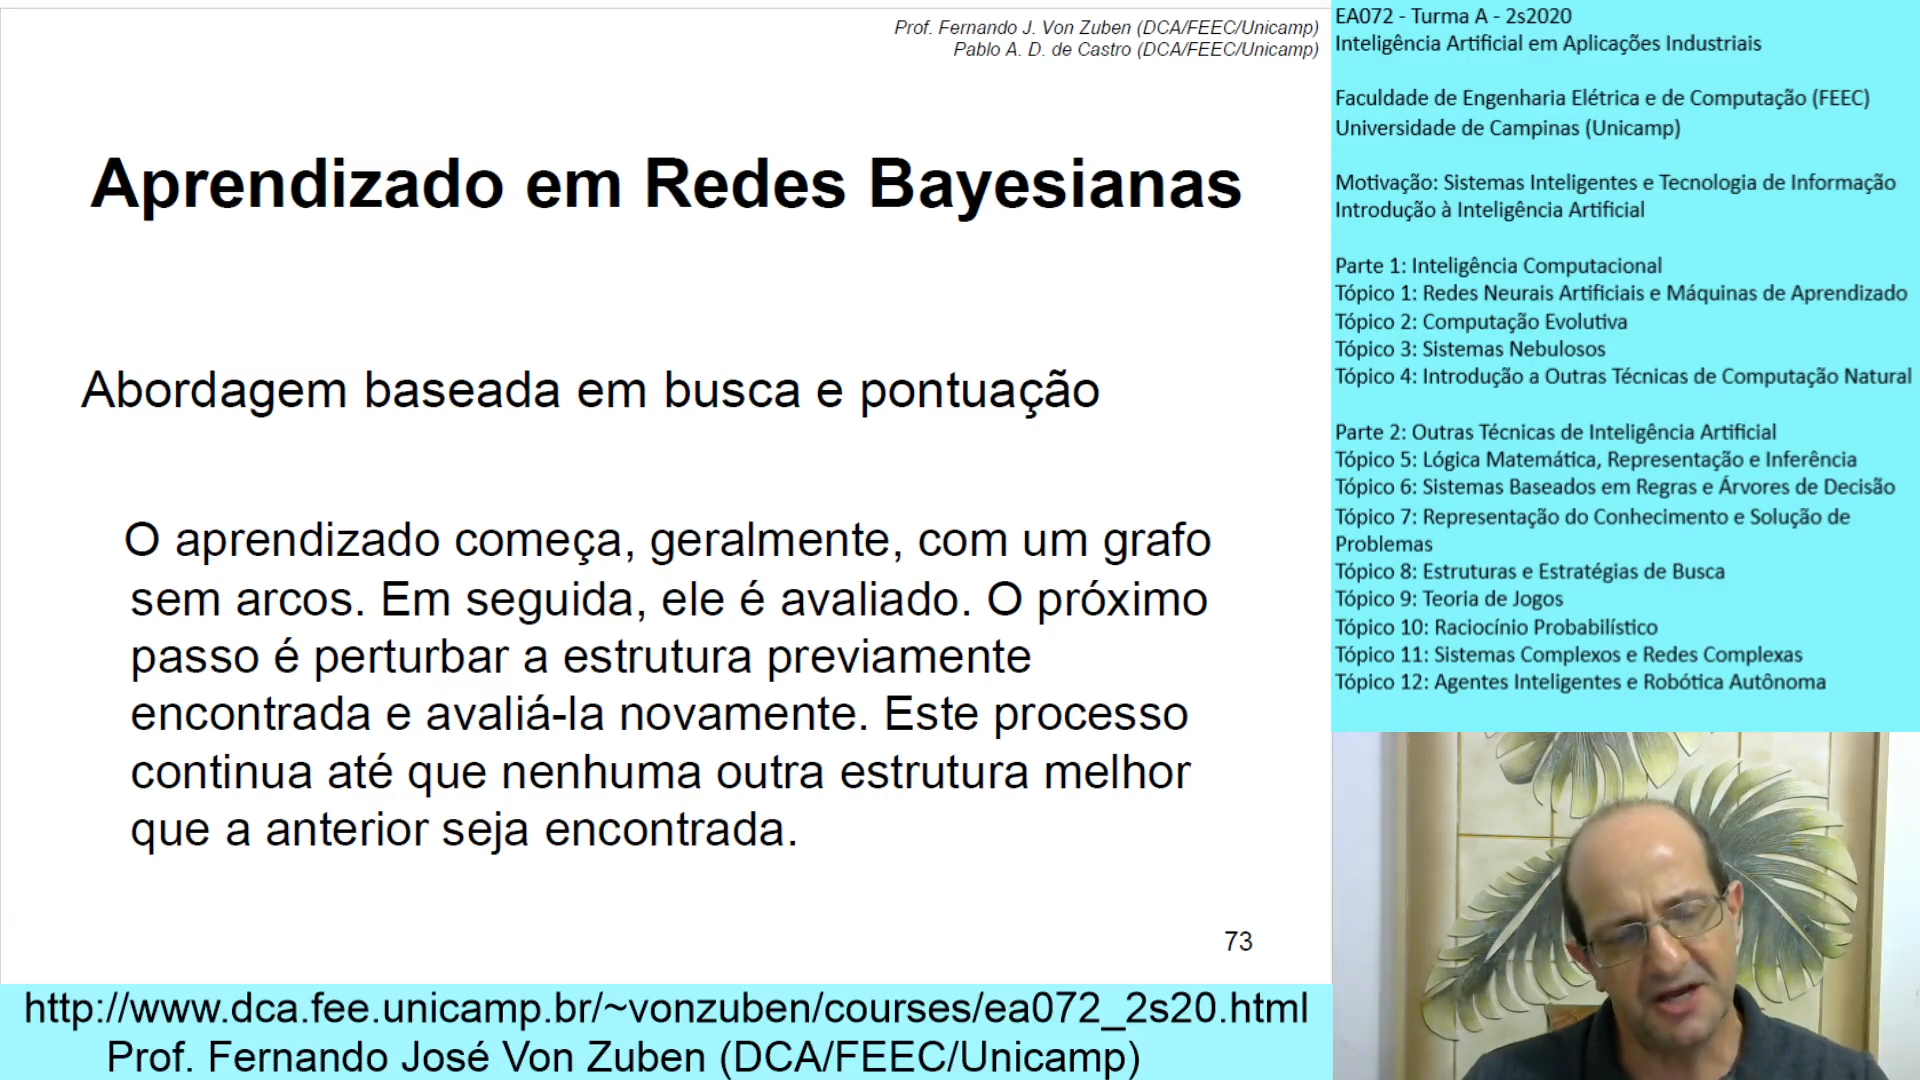 Prof. Fernando J. Von Zuben (DCA/FEEC/Unicamp)
Pablo A. D. de Castro (DCA/FEEC/Unicamp)
Aprendizado em Redes Bayesianas
Abordagem baseada em busca e pontuação
O aprendizado começa, geralmente, com um grafo
sem arcos. Em seguida, ele é avaliado. O próximo
passo é perturbar a estrutura previamente
encontrada e avaliá-la novamente. Este processo
continua até que nenhuma outra estrutura melhor
que a anterior seja encontrada.
73
http://www.dca.fee.unicamp.br/~vonzuben/courses/ea072_2s20.html
Prof. Fernando José Von Zuben (DCA/FEEC/Unicamp)
EA072 - Turma A - 2s2020
Inteligência Artificial em Aplicações Industriais
Faculdade de Engenharia Elétrica e de Computação (FEEC)
Universidade de Campinas (Unicamp)
Motivação: Sistemas Inteligentes e Tecnologia de Informação
Introdução à Inteligência Artificial
Parte 1: Inteligência Computacional
Tópico 1: Redes Neurais Artificiais e Máquinas de Aprendizado
Tópico 2: Computação Evolutiva
Tópico 3: Sistemas Nebulosos
Tópico 4: Introdução a Outras Técnicas de Computação Natural
Parte 2: Outras Técnicas de Inteligência Artificial
Tópico 5: Lógica Matemática, Representação e Inferência
Tópico 6: Sistemas Baseados em Regras e Árvores de Decisão
Tópico 7: Representação do Conhecimento e Solução de
Problemas
Tópico 8: Estruturas e Estratégias de Busca
Tópico 9: Teoria de Jogos
Tópico 10: Raciocínio Probabilístico
Tópico 11: Sistemas Complexos e Redes Complexas
Tópico 12: Agentes Inteligentes e Robótica Autônoma